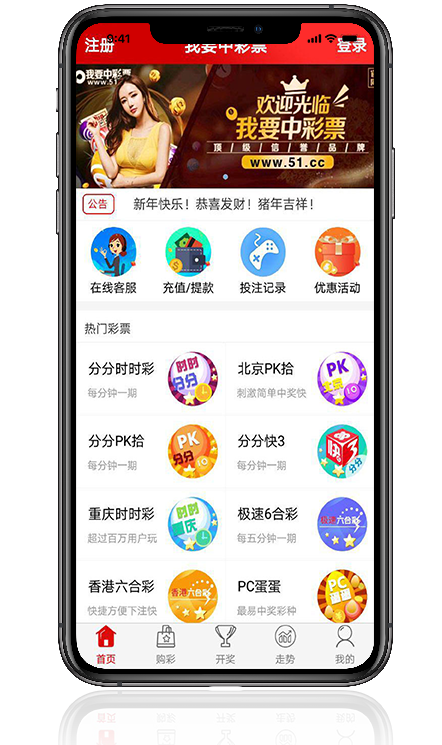 9:41
注册
我要中彩票
登录
我要中彩票
www.51.
欢迎光临
我要中彩票
顶级信誉品牌
www.51.cc
公告
新年快乐！恭喜发财！猪年吉祥！
在线客服
充值/提款
投注记录
优惠活动
热门彩票
分分时时彩
每分钟一期
时时
分分
北京PK拾
刺激简单中奖快
PK
分分PK拾
每分钟一期
PK
分分
分分快3
每分钟一期
快3
分分
重庆时时彩
超过百万用户玩
时时
重庆
极速6合彩
每五分钟一期
香港六合彩
快捷方便下注快
香港六合彩
PC蛋蛋
最易中奖彩种
PC
蛋蛋
首页
购彩
开奖
走势
我的